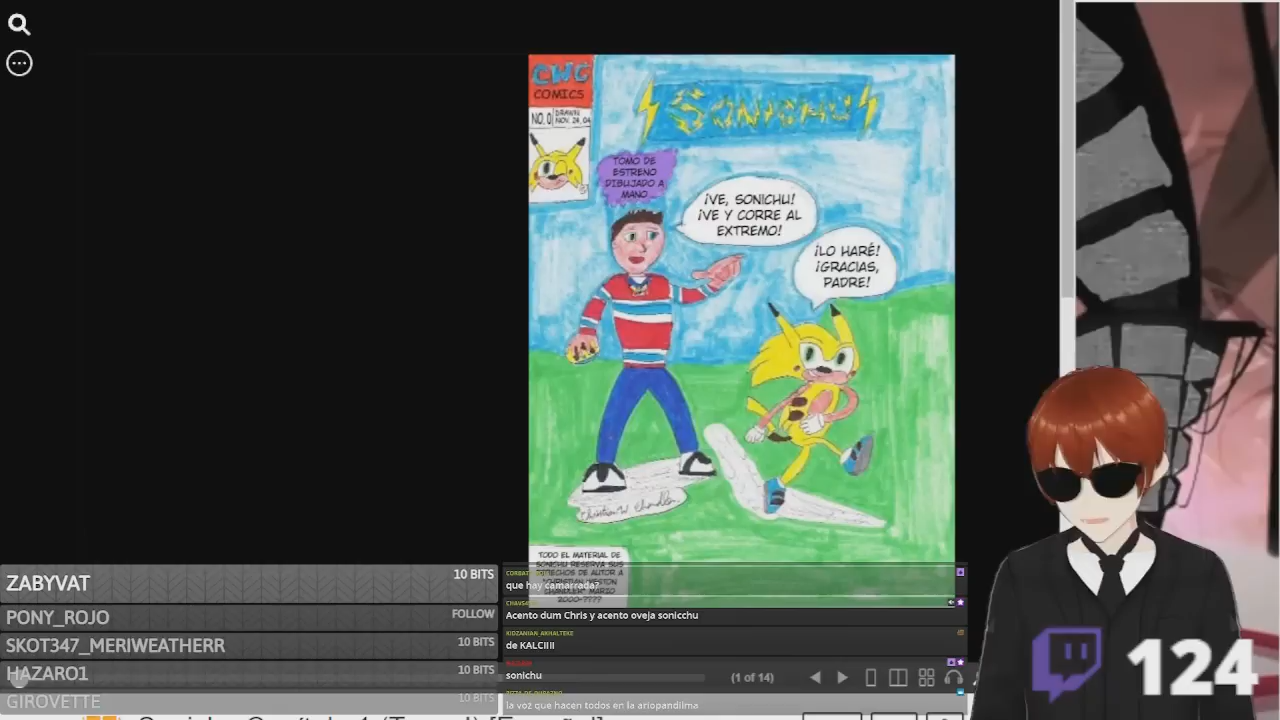 CWC
COMICS
NO. 0
DRAWN
NOV. 24, 04
SONICHU
TOMO DE
ESTRENO
DIBUJADO A
MANO
¡VE, SONICHU!
¡VE Y CORRE AL
EXTREMO!
¡LO HARÉ!
¡GRACIAS,
PADRE!
TODO EL MATERIAL DE
SONICHU RESERVA SUS
DERECHOS DE AUTOR A
2000-????
ZABYVAT 10 BITS
PONY_ROJO FOLLOW
SKOT347_MERIWEATHERR 10 BITS
HAZARO1 10 BITS
GIROVETTE 10 BITS
que hay camarrada?
Acento dum Chris y acento oveja sonicchu
KIDZANIAN_AKHALTEKE
de KALCIIII
sonichu
la voz que hacen todos en la ariopandilma
(1 of 14)
124